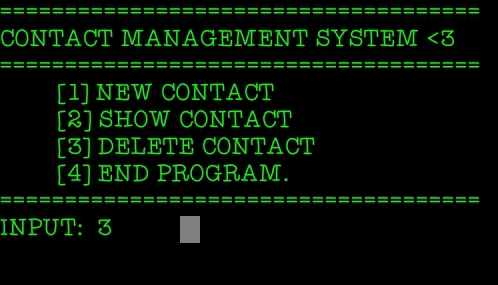 ====================================
CONTACT MANAGEMENT SYSTEM <3
====================================
[1] NEW CONTACT
[2] SHOW CONTACT
[3] DELETE CONTACT
[4] END PROGRAM.
====================================
INPUT: 3